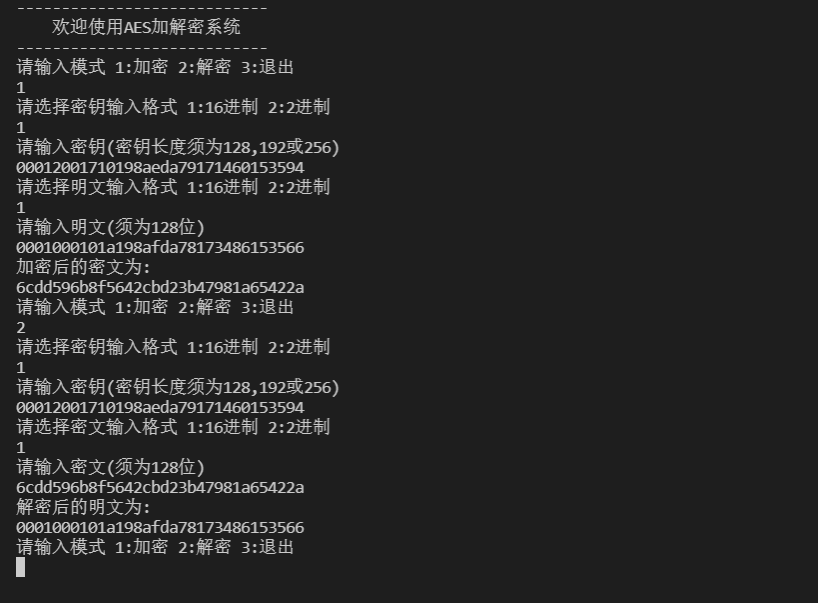 ----------------------------
欢迎使用AES加解密系统
----------------------------
请输入模式 1:加密 2:解密 3:退出
1
请选择密钥输入格式 1:16进制 2:2进制
1
请输入密钥(密钥长度须为128,192或256)
00012001710198aeda79171460153594
请选择明文输入格式 1:16进制 2:2进制
1
请输入明文(须为128位)
0001000101a198afda78173486153566
加密后的密文为:
6cdd596b8f5642cbd23b47981a65422a
请输入模式 1:加密 2:解密 3:退出
2
请选择密钥输入格式 1:16进制 2:2进制
1
请输入密钥(密钥长度须为128,192或256)
00012001710198aeda79171460153594
请选择密文输入格式 1:16进制 2:2进制
1
请输入密文(须为128位)
6cdd596b8f5642cbd23b47981a65422a
解密后的明文为:
0001000101a198afda78173486153566
请输入模式 1:加密 2:解密 3:退出